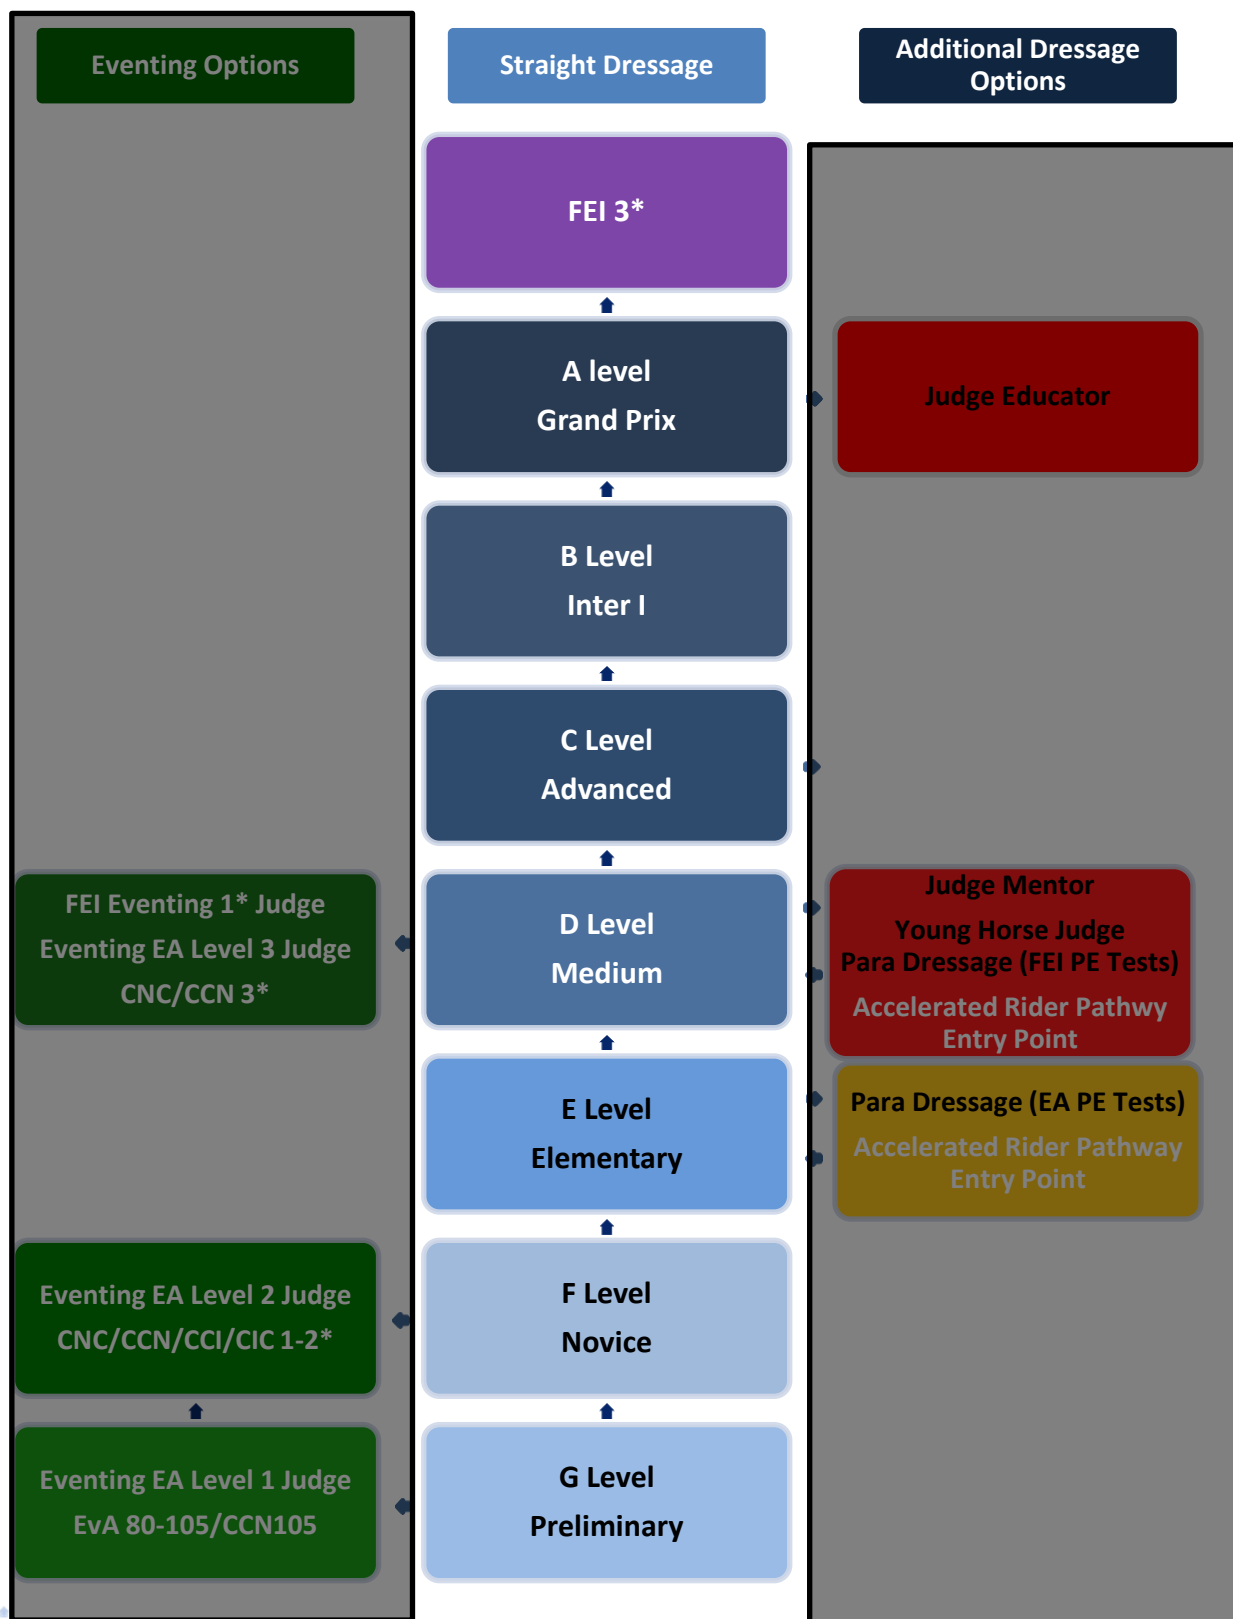 Eventing Options
Straight Dressage
Additional Dressage
Options
FEI 3*
A level
Grand Prix
Judge Educator
B Level
Inter I
C Level
Advanced
FEI Eventing 1* Judge
Eventing EA Level 3 Judge
CNC/CCN 3*
D Level
Medium
Judge Mentor
Young Horse Judge
Para Dressage (FEI PE Tests)
Accelerated Rider Pathwy
Entry Point
E Level
Elementary
Para Dressage (EA PE Tests)
Accelerated Rider Pathway
Entry Point
Eventing EA Level 2 Judge
CNC/CCN/CCI/CIC 1-2*
F Level
Novice
Eventing EA Level 1 Judge
EvA 80-105/CCN105
G Level
Preliminary